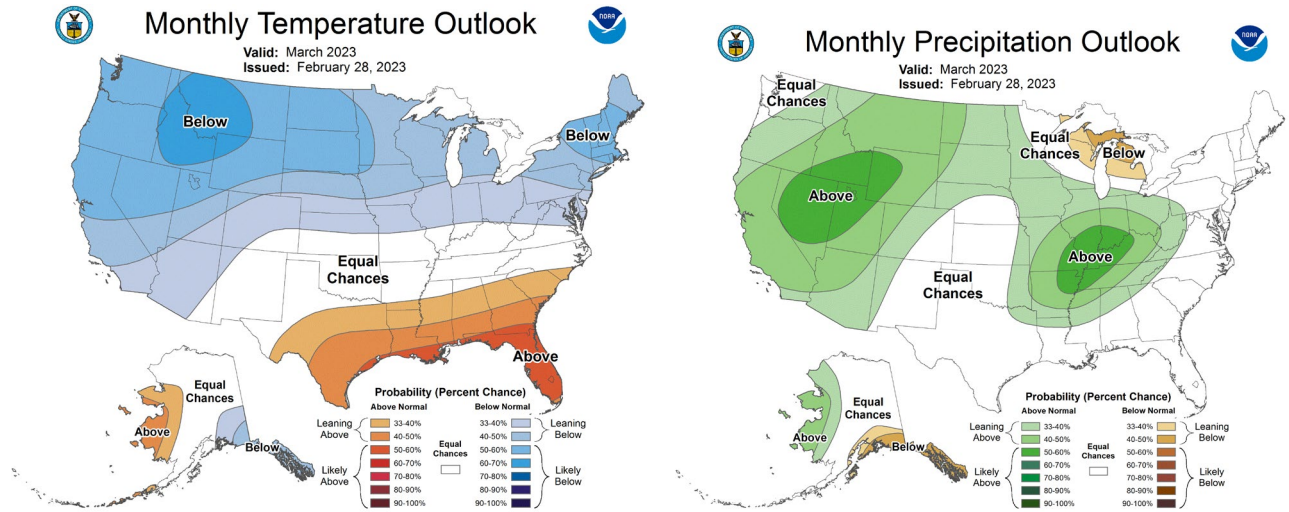 Monthly Temperature Outlook
Valid: March 2023
Issued: February 28, 2023
NOAA
Below
Below
Equal
Chances
Above
Equal
Chances
Above
Below
Probability (Percent Chance)
Above Normal
Below Normal
Leaning
Above
33-40%
40-50%
Likely
Above
50-60%
60-70%
70-80%
80-90%
90-100%
Equal
Chances
33-40%
40-50%
Leaning
Below
50-60%
60-70%
70-80%
80-90%
90-100%
Likely
Below
Monthly Precipitation Outlook
Valid: March 2023
Issued: February 28, 2023
NOAA
Equal
Chances
Equal
Chances
Below
Above
Above
Equal
Chances
Equal
Chances
Above
Below
Probability (Percent Chance)
Above Normal
Below Normal
Leaning
Above
33-40%
40-50%
Likely
Above
50-60%
60-70%
70-80%
80-90%
90-100%
Equal
Chances
33-40%
40-50%
Leaning
Below
50-60%
60-70%
70-80%
80-90%
90-100%
Likely
Below